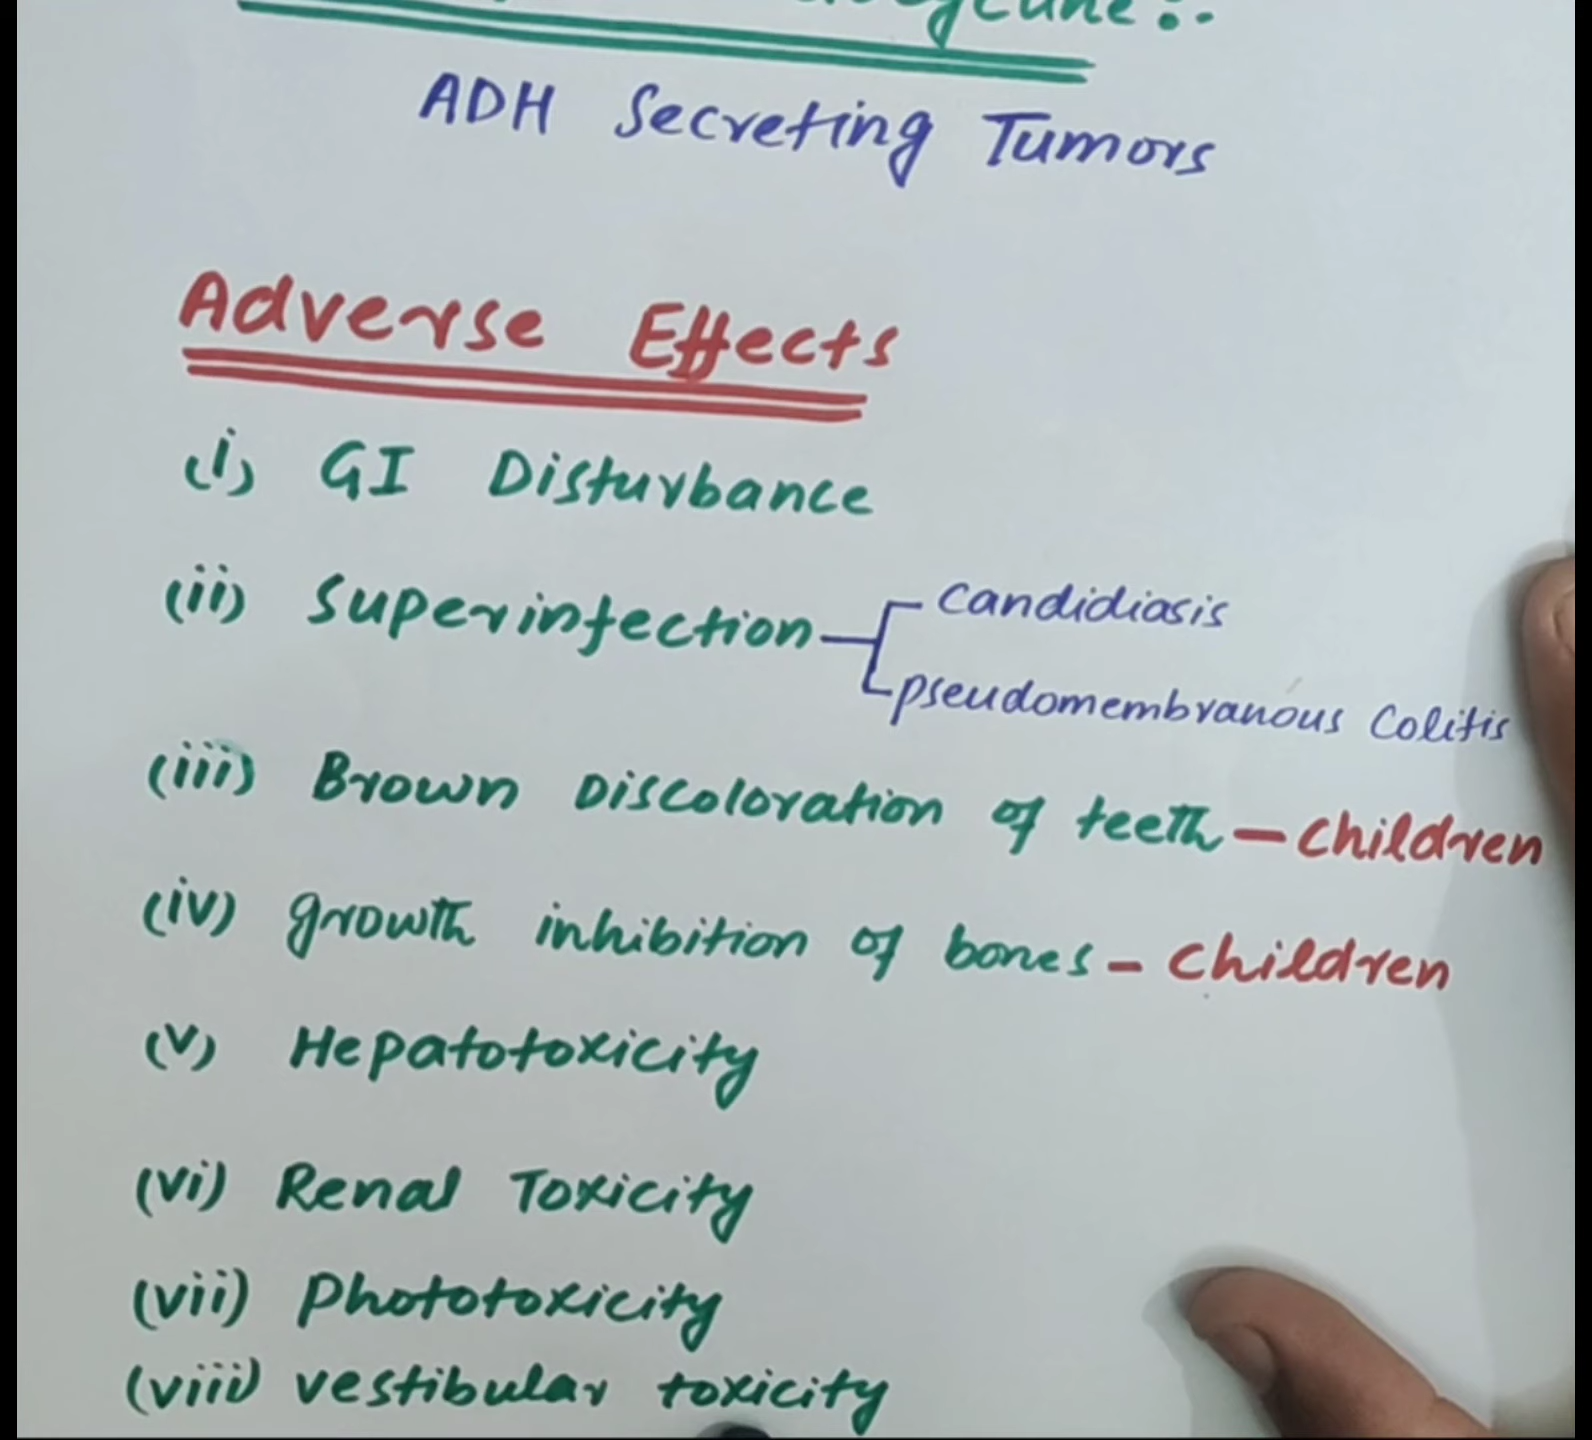 ADH Secreting Tumors
Adverse Effects
(i) GI Disturbance
(ii) Superinfection
Candidiasis
Pseudomembranous Colitis
(iii) Brown Discoloration of teeth - children
(iv) growth inhibition of bones - children
(v) Hepatotoxicity
(vi) Renal Toxicity
(vii) Phototoxicity
(viii) vestibular toxicity